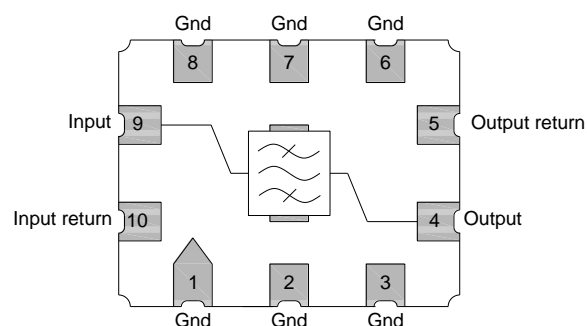 Gnd Gnd Gnd
8 7 6
Input 9 5 Output return
Input return 10 4 Output
1 2 3
Gnd Gnd Gnd